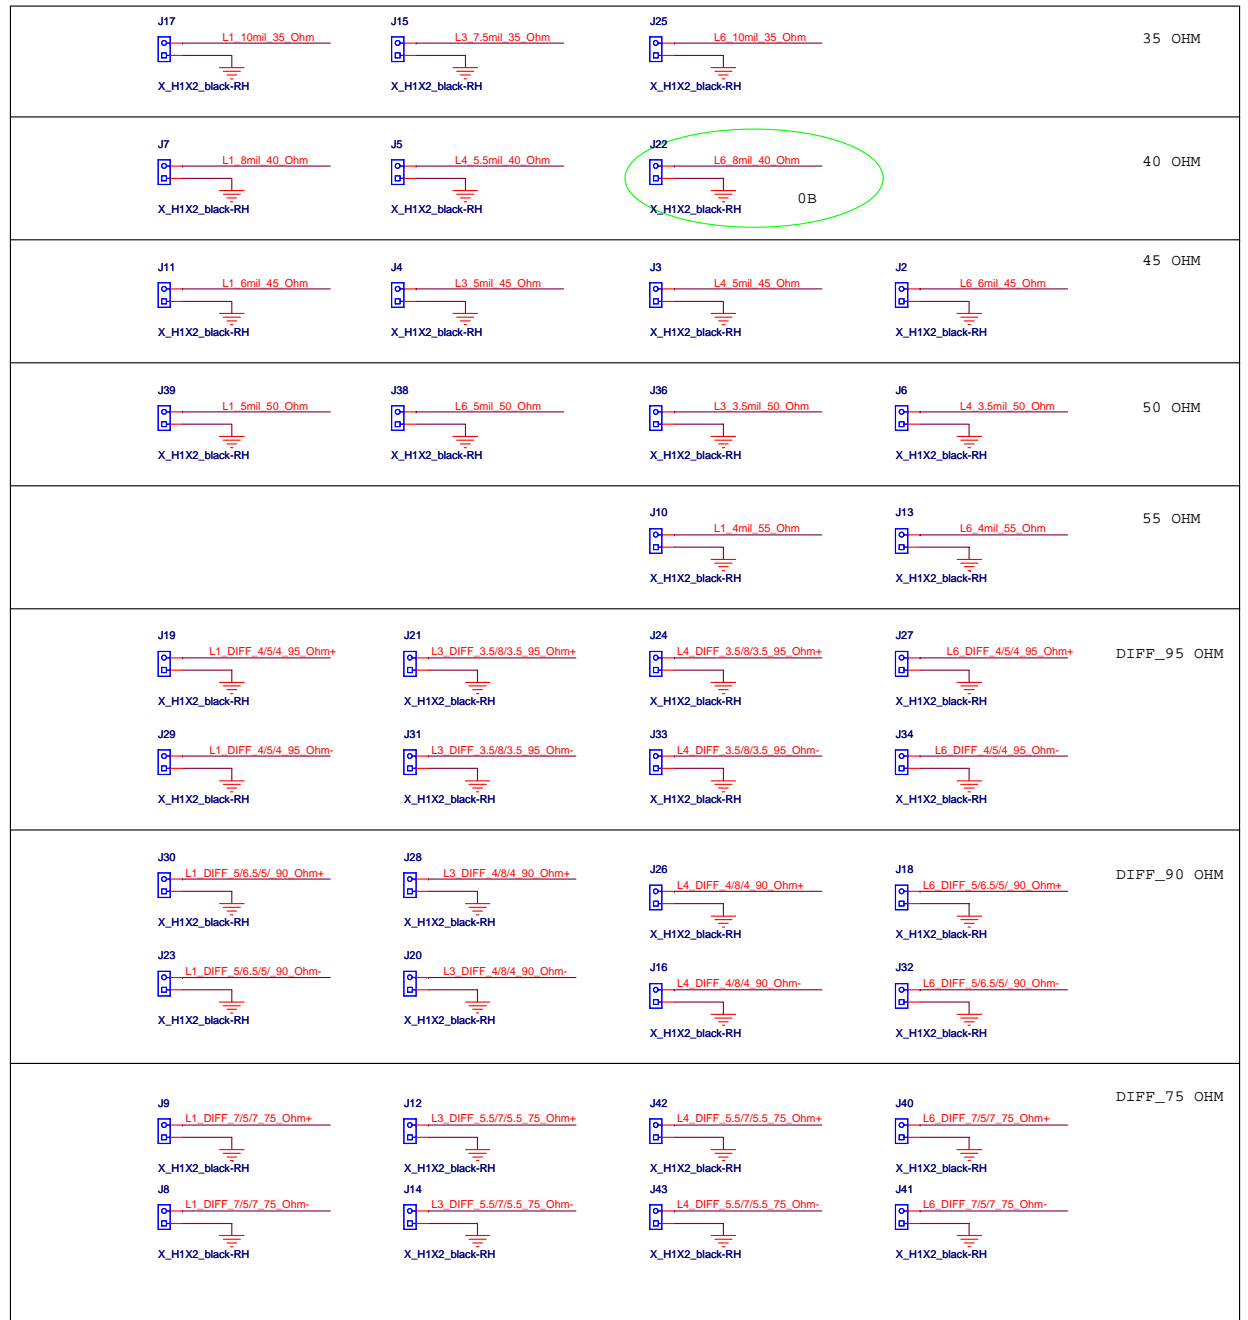 J17 J15 J25
L1_10mil_35_Ohm L3_7.5mil_35_Ohm L6_10mil_35_Ohm 35 OHM
X_H1X2_black-RH X_H1X2_black-RH X_H1X2_black-RH
J7 J5 J22
L1_8mil_40_Ohm L4_5.5mil_40_Ohm L6_8mil_40_Ohm 40 OHM
0B
X_H1X2_black-RH X_H1X2_black-RH X_H1X2_black-RH
45 OHM
J11 J4 J3 J2
L1_6mil_45_Ohm L3_5mil_45_Ohm L4_5mil_45_Ohm L6_6mil_45_Ohm
X_H1X2_black-RH X_H1X2_black-RH X_H1X2_black-RH X_H1X2_black-RH
J39 J38 J36 J6
L1_5mil_50_Ohm L6_5mil_50_Ohm L3_3.5mil_50_Ohm L4_3.5mil_50_Ohm 50 OHM
X_H1X2_black-RH X_H1X2_black-RH X_H1X2_black-RH X_H1X2_black-RH
J10 J13 55 OHM
L1_4mil_55_Ohm L6_4mil_55_Ohm
X_H1X2_black-RH X_H1X2_black-RH
J19 J21 J24 J27
L1_DIFF_4/5/4_95_Ohm+ L3_DIFF_3.5/8/3.5_95_Ohm+ L4_DIFF_3.5/8/3.5_95_Ohm+ L6_DIFF_4/5/4_95_Ohm+ DIFF_95 OHM
X_H1X2_black-RH X_H1X2_black-RH X_H1X2_black-RH X_H1X2_black-RH
J29 J31 J33 J34
L1_DIFF_4/5/4_95_Ohm- L3_DIFF_3.5/8/3.5_95_Ohm- L4_DIFF_3.5/8/3.5_95_Ohm- L6_DIFF_4/5/4_95_Ohm-
X_H1X2_black-RH X_H1X2_black-RH X_H1X2_black-RH X_H1X2_black-RH
J30 J28 J26 J18
L1_DIFF_5/6.5/5/_90_Ohm+ L3_DIFF_4/8/4_90_Ohm+ L4_DIFF_4/8/4_90_Ohm+ L6_DIFF_5/6.5/5/_90_Ohm+ DIFF_90 OHM
X_H1X2_black-RH X_H1X2_black-RH X_H1X2_black-RH X_H1X2_black-RH
J23 J20 J16 J32
L1_DIFF_5/6.5/5/_90_Ohm- L3_DIFF_4/8/4_90_Ohm- L4_DIFF_4/8/4_90_Ohm- L6_DIFF_5/6.5/5/_90_Ohm-
X_H1X2_black-RH X_H1X2_black-RH X_H1X2_black-RH X_H1X2_black-RH
J9 J12 J42 J40 DIFF_75 OHM
L1_DIFF_7/5/7_75_Ohm+ L3_DIFF_5.5/7/5.5_75_Ohm+ L4_DIFF_5.5/7/5.5_75_Ohm+ L6_DIFF_7/5/7_75_Ohm+
X_H1X2_black-RH X_H1X2_black-RH X_H1X2_black-RH X_H1X2_black-RH
J8 J14 J43 J41
L1_DIFF_7/5/7_75_Ohm- L3_DIFF_5.5/7/5.5_75_Ohm- L4_DIFF_5.5/7/5.5_75_Ohm- L6_DIFF_7/5/7_75_Ohm-
X_H1X2_black-RH X_H1X2_black-RH X_H1X2_black-RH X_H1X2_black-RH